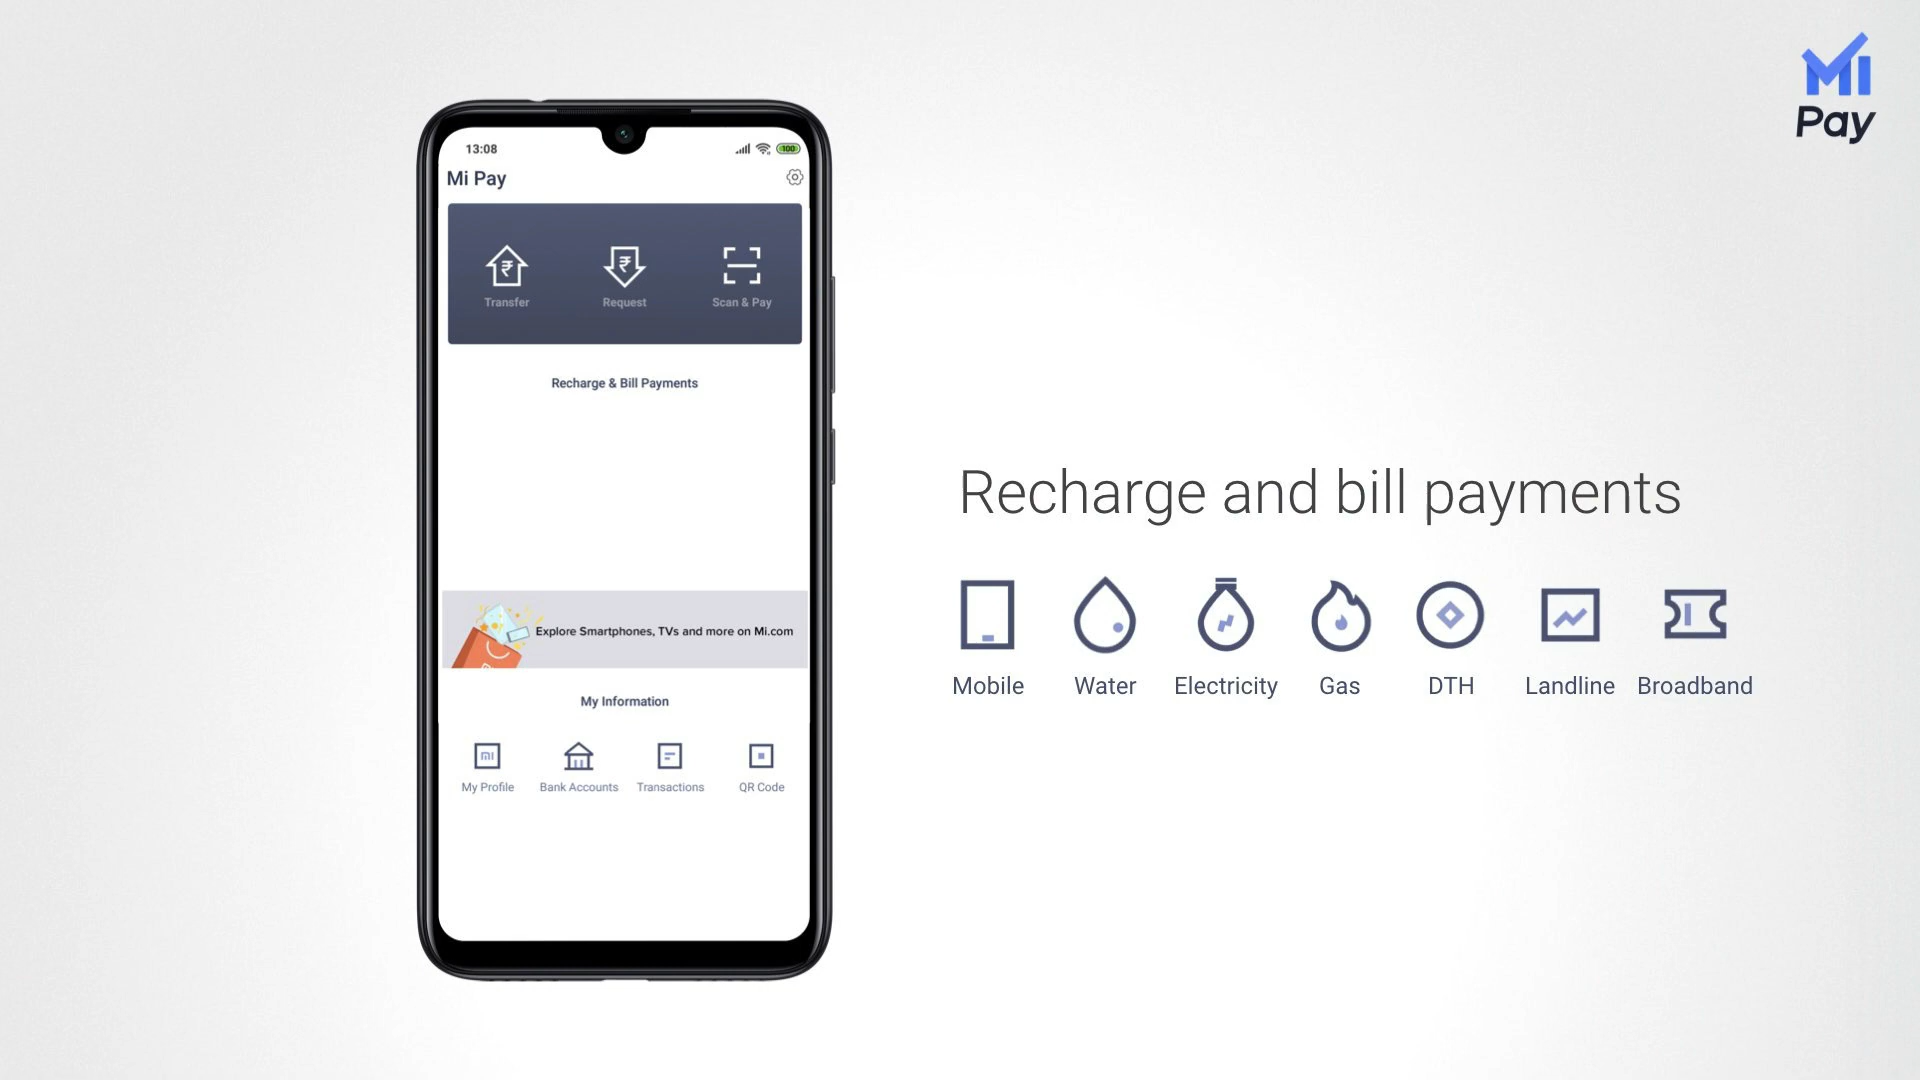 MI
Pay
13:08
100
Mi Pay
Transfer
Request
Scan & Pay
Recharge & Bill Payments
Explore Smartphones, TVs and more on Mi.com
My Information
My Profile
Bank Accounts
Transactions
QR Code
Recharge and bill payments
Mobile
Water
Electricity
Gas
DTH
Landline
Broadband